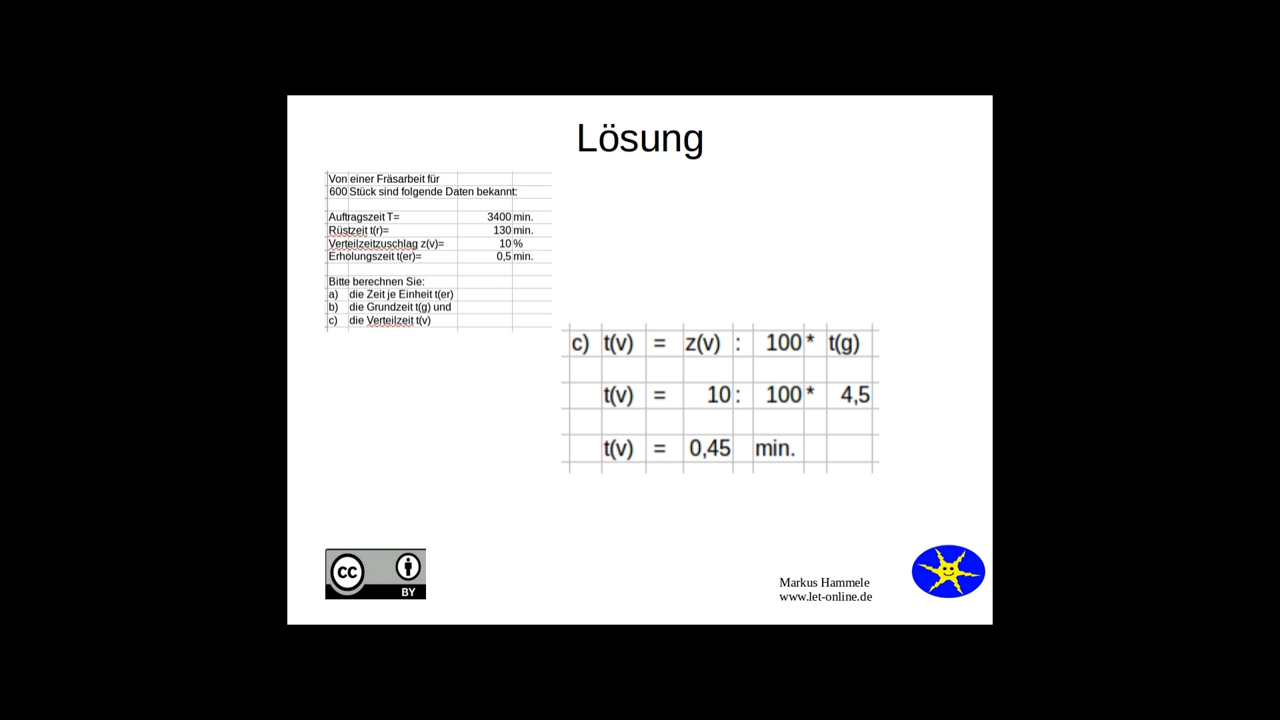 Lösung
Von einer Fräsarbeit für
600 Stück sind folgende Daten bekannt:
Auftragszeit T= 3400 min.
Rüstzeit t(r)= 130 min.
Verteilzeitzuschlag z(v)= 10 %
Erholungszeit t(er)= 0,5 min.
Bitte berechnen Sie:
a) die Zeit je Einheit t(er)
b) die Grundzeit t(g) und
c) die Verteilzeit t(v)
c) t(v) = z(v) : 100 * t(g)
t(v) = 10 : 100 * 4,5
t(v) = 0,45 min.
cc
BY
Markus Hammele
www.let-online.de